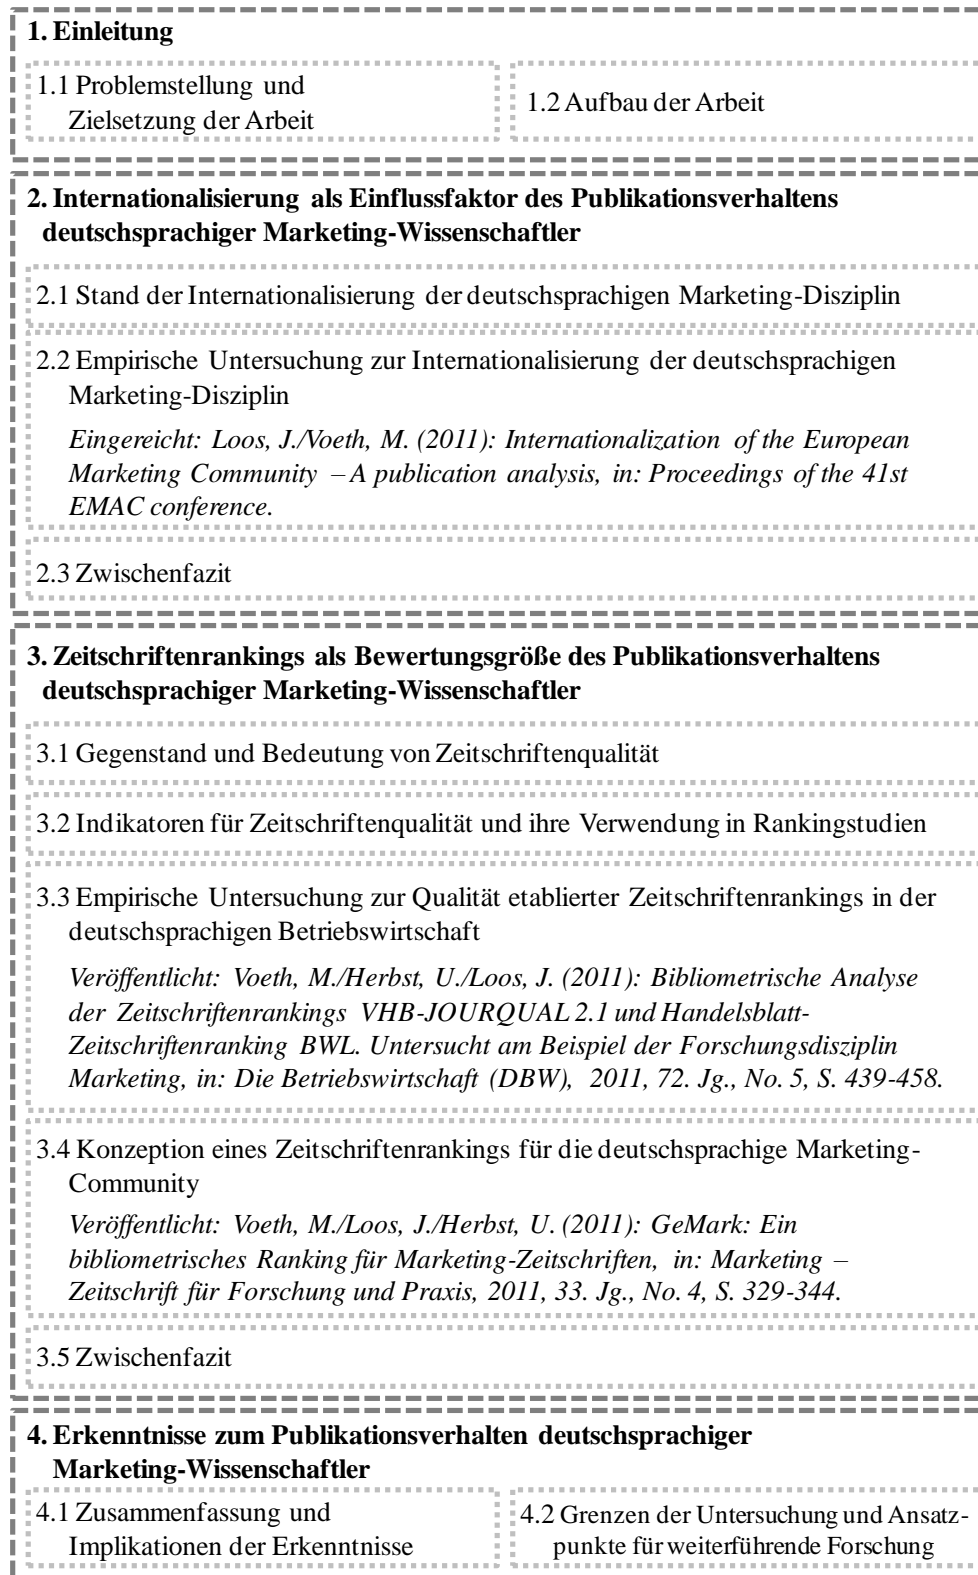 1. Einleitung
1.1 Problemstellung und
Zielsetzung der Arbeit
1.2 Aufbau der Arbeit
2. Internationalisierung als Einflussfaktor des Publikationsverhaltens
deutschsprachiger Marketing-Wissenschaftler
2.1 Stand der Internationalisierung der deutschsprachigen Marketing-Disziplin
2.2 Empirische Untersuchung zur Internationalisierung der deutschsprachigen
Marketing-Disziplin
Eingereicht: Loos, J./Voeth, M. (2011): Internationalization of the European
Marketing Community – A publication analysis, in: Proceedings of the 41st
EMAC conference.
2.3 Zwischenfazit
3. Zeitschriftenrankings als Bewertungsgröße des Publikationsverhaltens
deutschsprachiger Marketing-Wissenschaftler
3.1 Gegenstand und Bedeutung von Zeitschriftenqualität
3.2 Indikatoren für Zeitschriftenqualität und ihre Verwendung in Rankingstudien
3.3 Empirische Untersuchung zur Qualität etablierter Zeitschriftenrankings in der
deutschsprachigen Betriebswirtschaft
Veröffentlicht: Voeth, M./Herbst, U./Loos, J. (2011): Bibliometrische Analyse
der Zeitschriftenrankings VHB-JOURQUAL 2.1 und Handelsblatt-
Zeitschriftenranking BWL. Untersucht am Beispiel der Forschungsdisziplin
Marketing, in: Die Betriebswirtschaft (DBW), 2011, 72. Jg., No. 5, S. 439-458.
3.4 Konzeption eines Zeitschriftenrankings für die deutschsprachige Marketing-
Community
Veröffentlicht: Voeth, M./Loos, J./Herbst, U. (2011): GeMark: Ein
bibliometrisches Ranking für Marketing-Zeitschriften, in: Marketing –
Zeitschrift für Forschung und Praxis, 2011, 33. Jg., No. 4, S. 329-344.
3.5 Zwischenfazit
4. Erkenntnisse zum Publikationsverhalten deutschsprachiger
Marketing-Wissenschaftler
4.1 Zusammenfassung und
Implikationen der Erkenntnisse
4.2 Grenzen der Untersuchung und Ansatz-
punkte für weiterführende Forschung